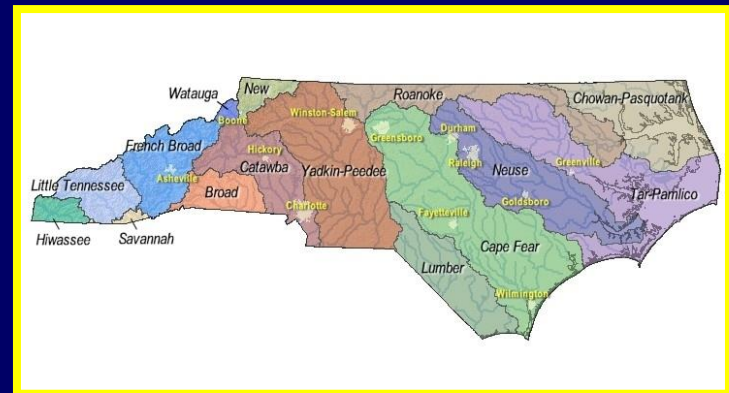 New
Watauga
Roanoke
Chowan-Pasquotank
Winston-Salem
Boone
Greensboro
Durham
French Broad
Hickory
Raleigh
Greenville
Catawba
Yadkin-Peedee
Neuse
Asheville
Little Tennessee
Broad
Tar-Pamlico
Goldsboro
Charlotte
Fayetteville
Hiwassee
Savannah
Cape Fear
Lumber
Wilmington